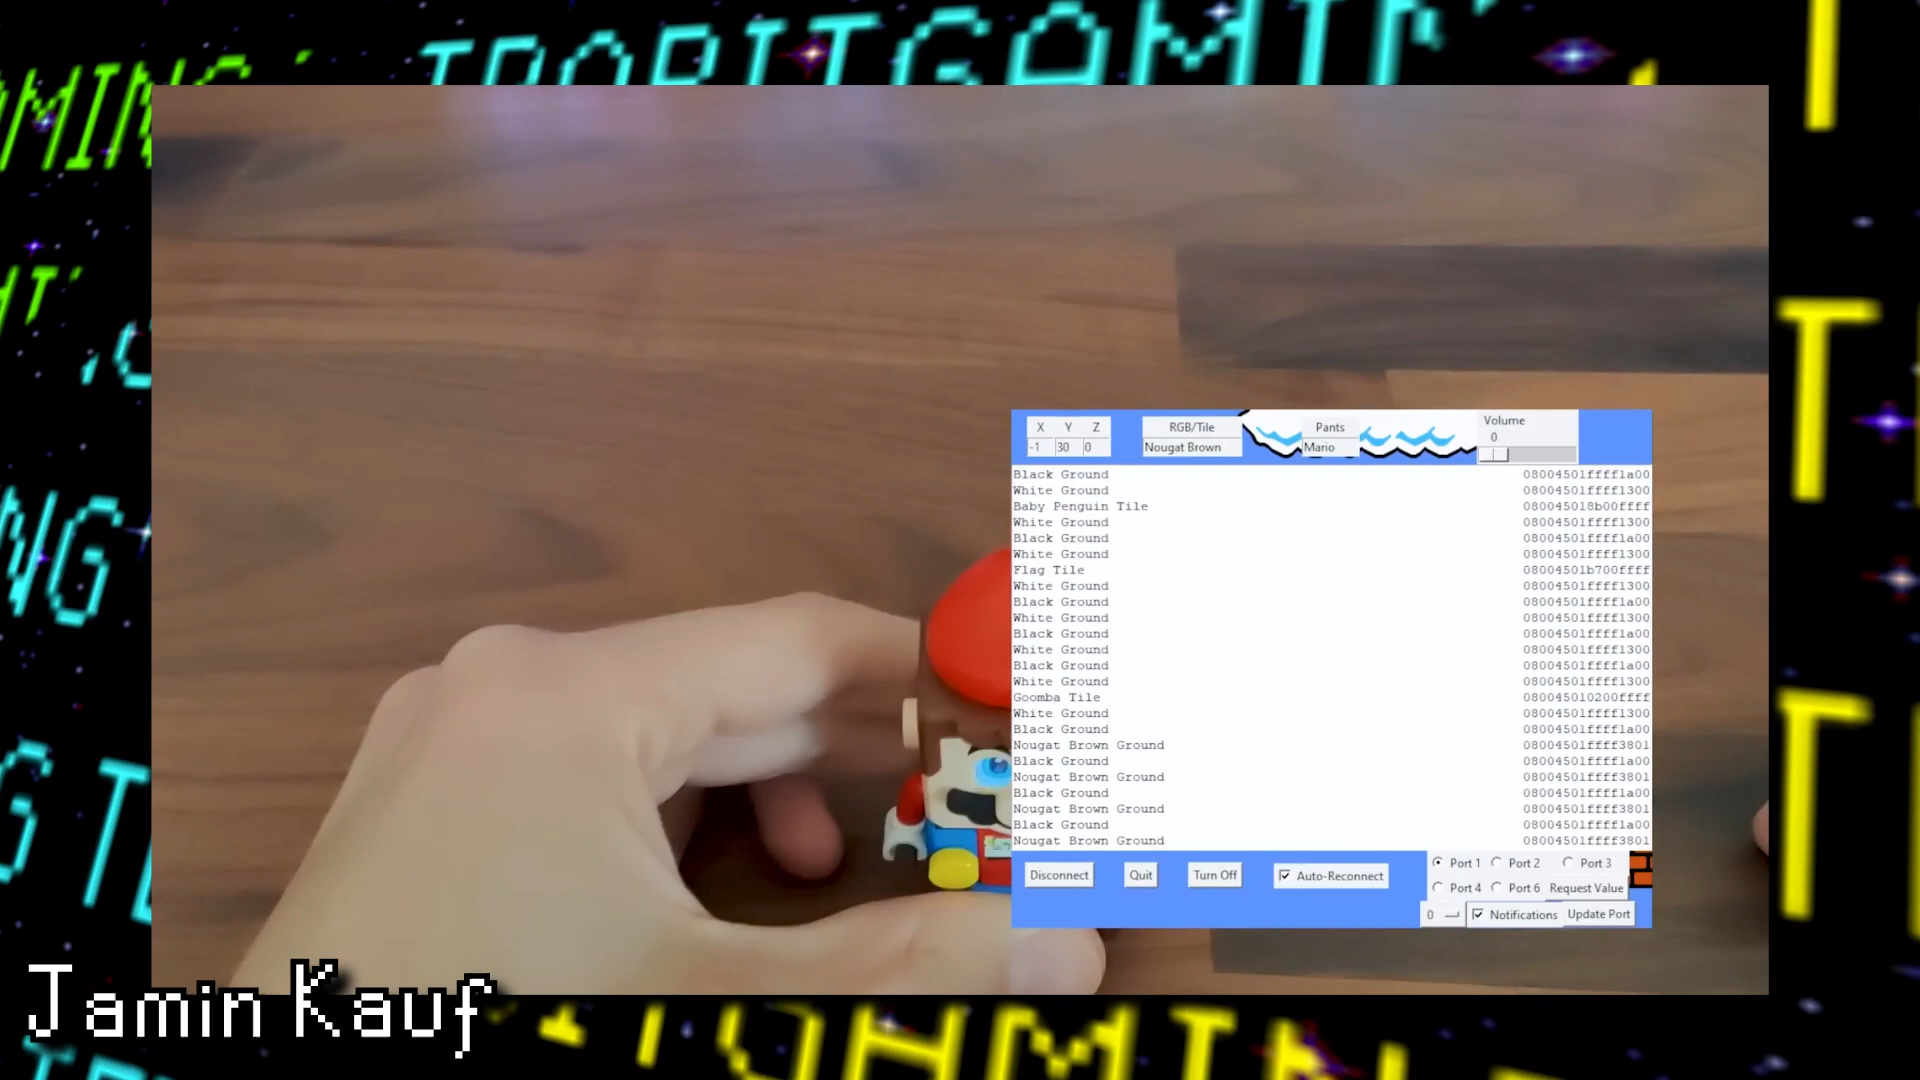 X Y Z
-1 30 0
RGB/Tile
Nougat Brown
Pants
Mario
Volume
0
Black Ground 08004501ffff1a00
White Ground 08004501ffff1300
Baby Penguin Tile 080045018b00ffff
White Ground 08004501ffff1300
Black Ground 08004501ffff1a00
White Ground 08004501ffff1300
Flag Tile 08004501b700ffff
White Ground 08004501ffff1300
Black Ground 08004501ffff1a00
White Ground 08004501ffff1300
Black Ground 08004501ffff1a00
White Ground 08004501ffff1300
Black Ground 08004501ffff1a00
White Ground 08004501ffff1300
Goomba Tile 080045010200ffff
White Ground 08004501ffff1300
Black Ground 08004501ffff1a00
Nougat Brown Ground 08004501ffff3801
Black Ground 08004501ffff1a00
Nougat Brown Ground 08004501ffff3801
Black Ground 08004501ffff1a00
Nougat Brown Ground 08004501ffff3801
Black Ground 08004501ffff1a00
Nougat Brown Ground 08004501ffff3801
Disconnect Quit Turn Off Auto-Reconnect
Port 1 Port 2 Port 3
Port 4 Port 6 Request Value
0 Notifications Update Port
Jamin Kauf